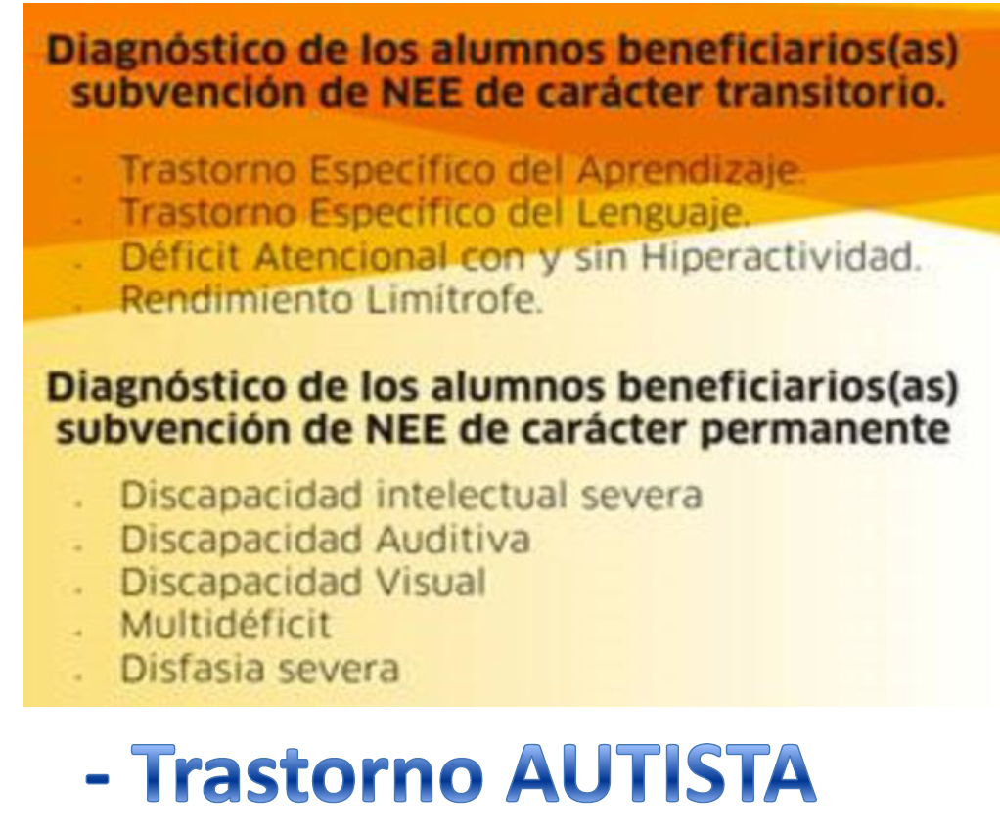 Diagnóstico de los alumnos beneficiarios(as)
subvención de NEE de carácter transitorio.
. Trastorno Específico del Aprendizaje.
. Trastorno Específico del Lenguaje.
. Déficit Atencional con y sin Hiperactividad.
. Rendimiento Limítrofe.
Diagnóstico de los alumnos beneficiarios(as)
subvención de NEE de carácter permanente
. Discapacidad intelectual severa
. Discapacidad Auditiva
. Discapacidad Visual
. Multidéficit
. Disfasia severa
- Trastorno AUTISTA